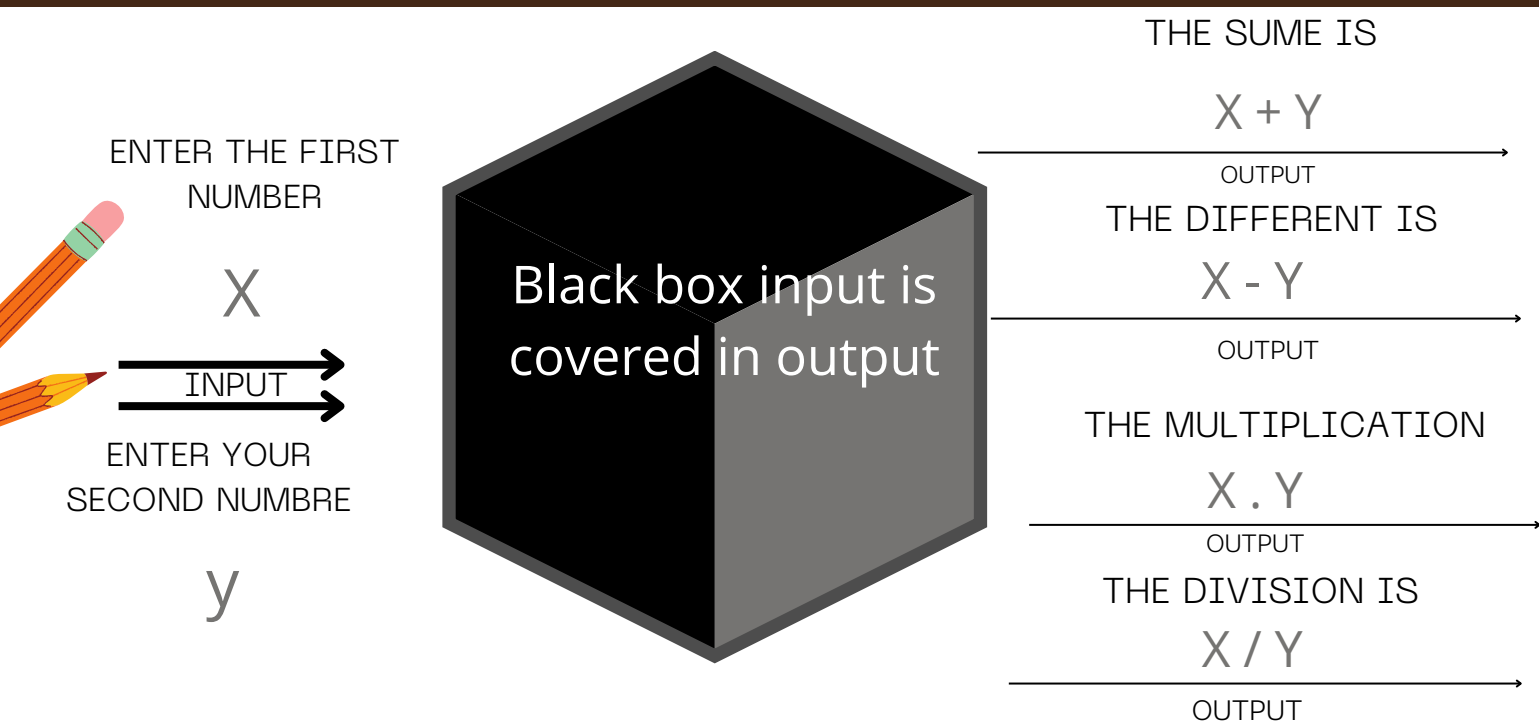 ENTER THE FIRST
NUMBER
X
INPUT
ENTER YOUR
SECOND NUMBRE
y
Black box input is
covered in output
THE SUME IS
X + Y
OUTPUT
THE DIFFERENT IS
X - Y
OUTPUT
THE MULTIPLICATION
X . Y
OUTPUT
THE DIVISION IS
X / Y
OUTPUT